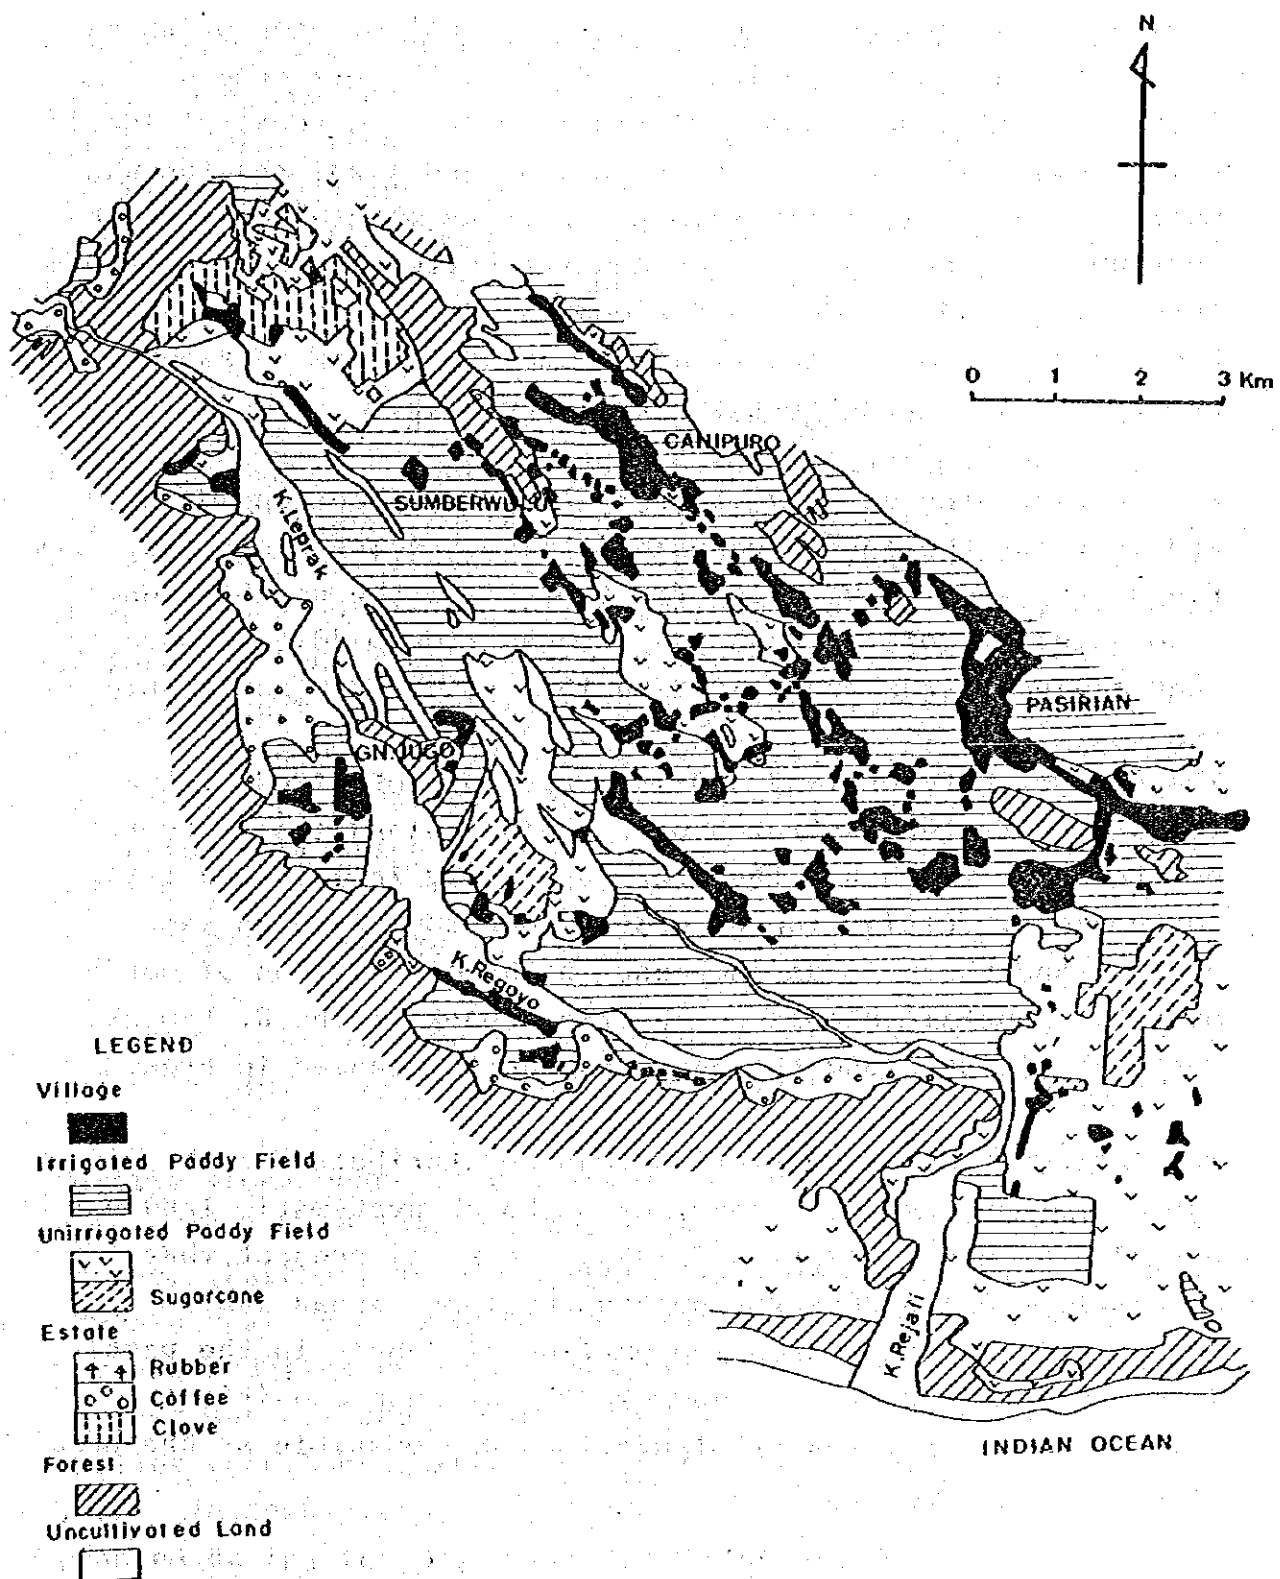 N
0 1 2 3 Km
CANIPURO
SUMBERWULU
K.Leprak
PASIRIAN
GN.JUGO
K.Regoyo
LEGEND
Village
Irrigated Paddy Field
Unirrigated Paddy Field
Sugarcane
Estate
Rubber
Coffee
Clove
Forest
Uncultivated Land
K.Rejali
INDIAN OCEAN